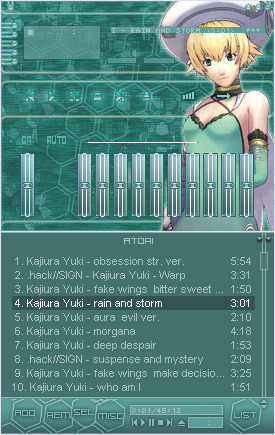 1 - RAIN AND STORM (3:01) ***
ON AUTO
ATORI
1. Kajiura Yuki - obsession str. ver. 5:54
2. .hack//SIGN - Kajiura Yuki - Warp 3:31
3. Kajiura Yuki - fake wings bitter sweet ... 1:50
4. Kajiura Yuki - rain and storm 3:01
5. Kajiura Yuki - aura evil ver. 2:10
6. Kajiura Yuki - morgana 4:18
7. Kajiura Yuki - deep despair 1:53
8. .hack//SIGN - suspense and mystery 2:09
9. Kajiura Yuki - fake wings make decisio... 3:25
10. Kajiura Yuki - who am I 1:51
ADD REM SEL MISC 3:01/45:12 LIST